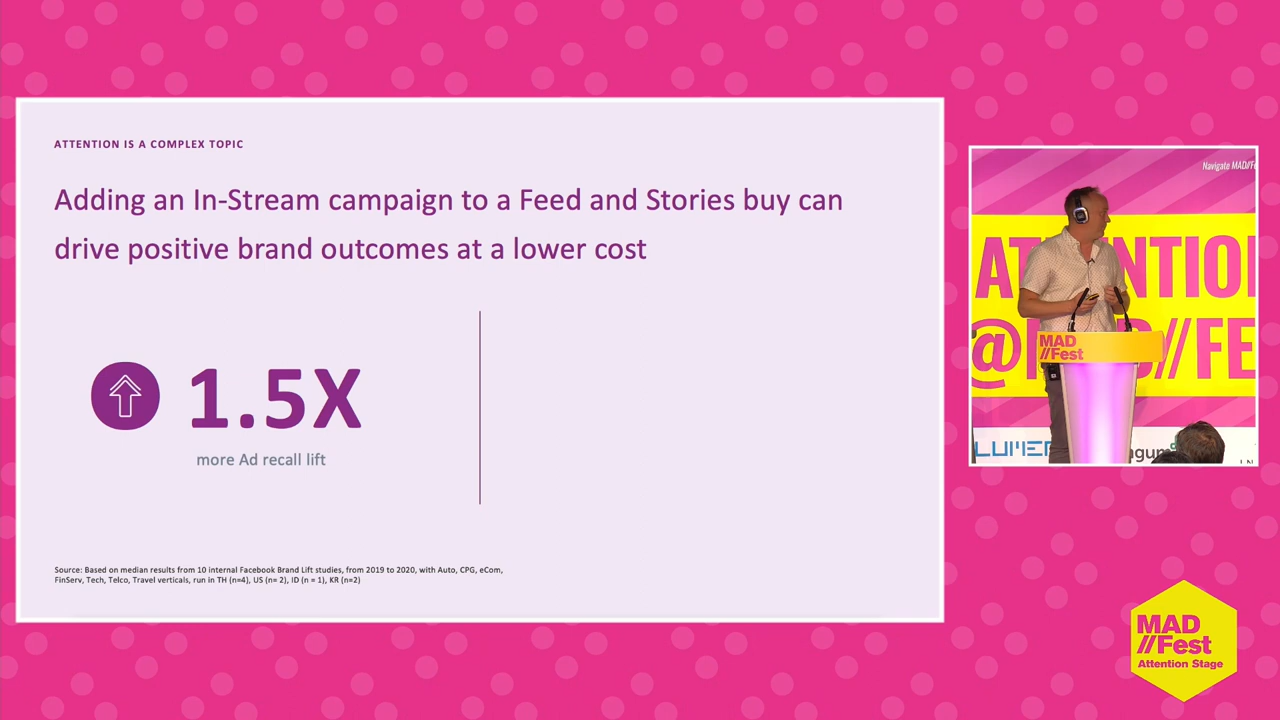 ATTENTION IS A COMPLEX TOPIC
Adding an In-Stream campaign to a Feed and Stories buy can
drive positive brand outcomes at a lower cost
1.5X
more Ad recall lift
Source: Based on median results from 10 internal Facebook Brand Lift studies, from 2019 to 2020, with Auto, CPG, eCom,
FinServ, Tech, Telco, Travel verticals, run in TH (n=4), US (n= 2), ID (n = 1), KR (n=2)
Navigate MAD//Fe
MAD
//Fest
MAD
//Fest
Attention Stage